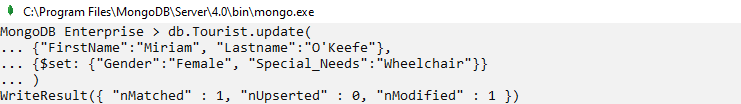 C:\Program Files\MongoDB\Server\4.0\bin\mongo.exe
MongoDB Enterprise > db.Tourist.update(
... {"FirstName":"Miriam", "Lastname":"O'Keefe"},
... {$set: {"Gender":"Female", "Special_Needs":"Wheelchair"}}
... )
WriteResult({ "nMatched" : 1, "nUpserted" : 0, "nModified" : 1 })